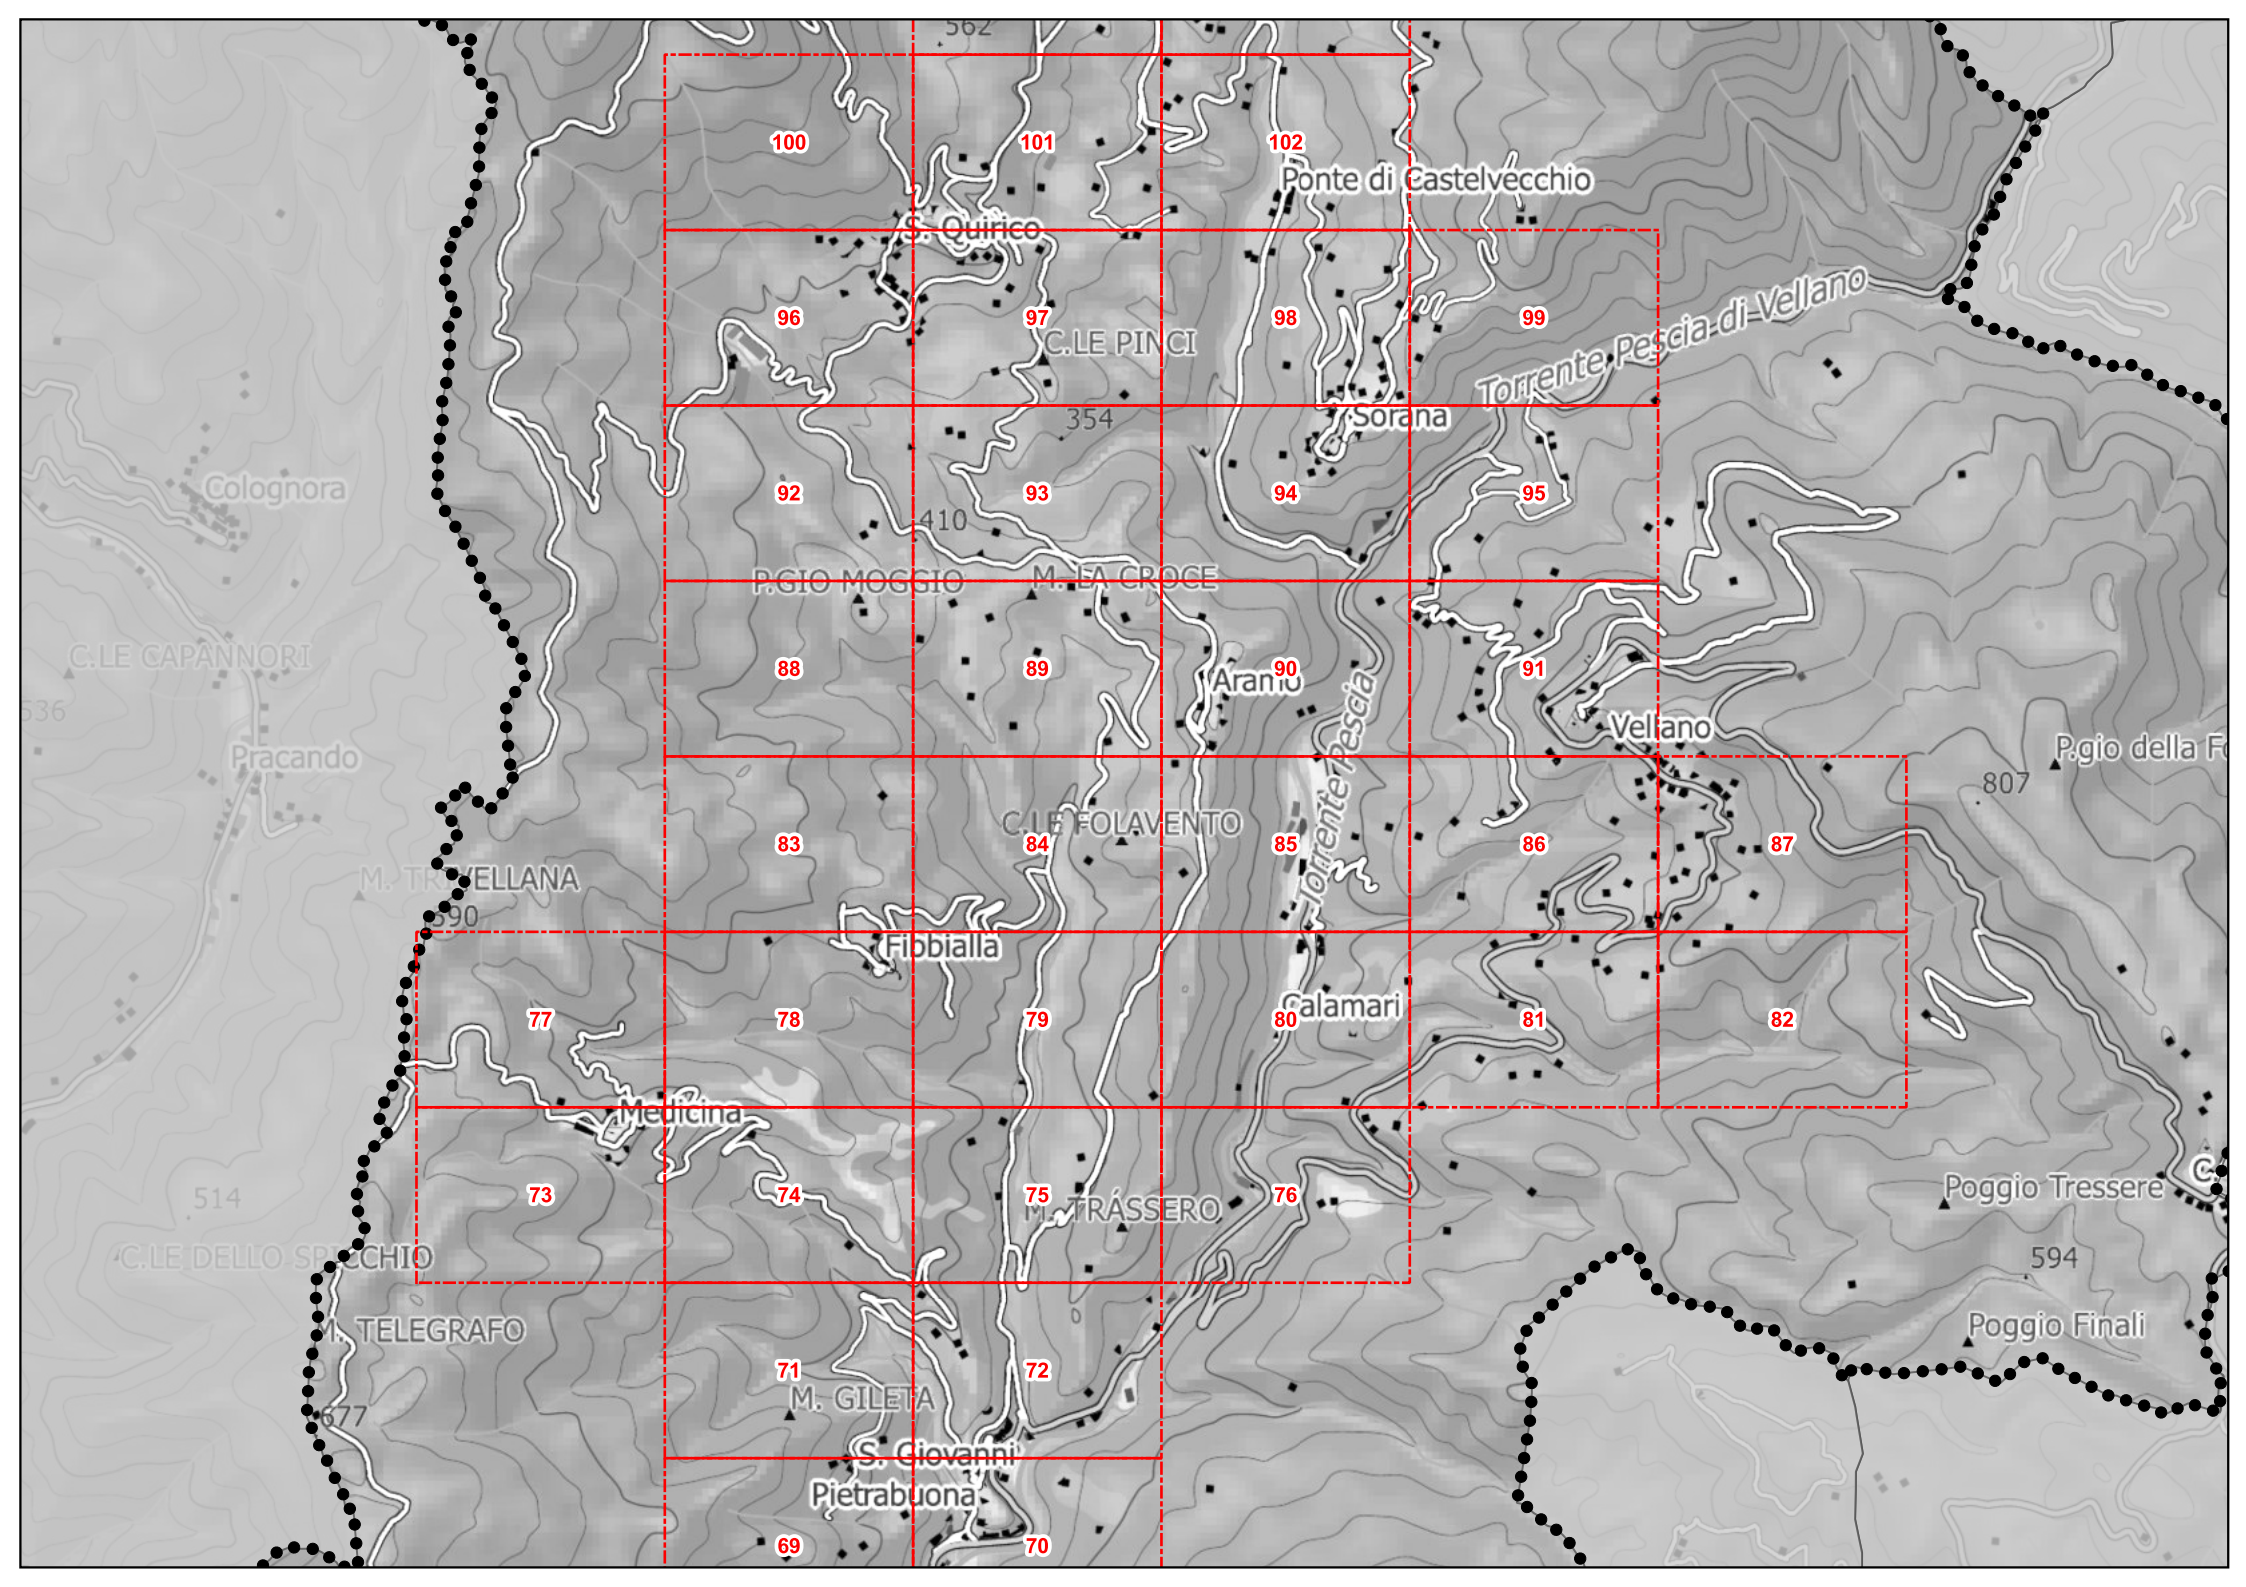 562
100
101
102
Ponte di Castelvecchio
S. Quirico
96
97
98
99
C.LE PINCI
Torrente Pescia di Vellano
354
Sorana
Colognora
92
93
94
95
410
P.GIO MOGGIO
M. LA CROCE
C.LE CAPANNORI
88
89
90
91
Aramo
536
Vellano
Torrente Pescia
Pracando
P.gio della Fo
807
C.LE FOLAVENTO
83
84
85
86
87
M. TRAVELLANA
590
Fibbialla
Calamari
77
78
79
80
81
82
Medicina
514
73
74
75
76
M. TRÁSSERO
Poggio Tressere
C.
C.LE DELLO SPICCHIO
594
M. TELEGRAFO
Poggio Finali
71
72
M. GILETA
677
S. Giovanni
Pietrabuona
69
70